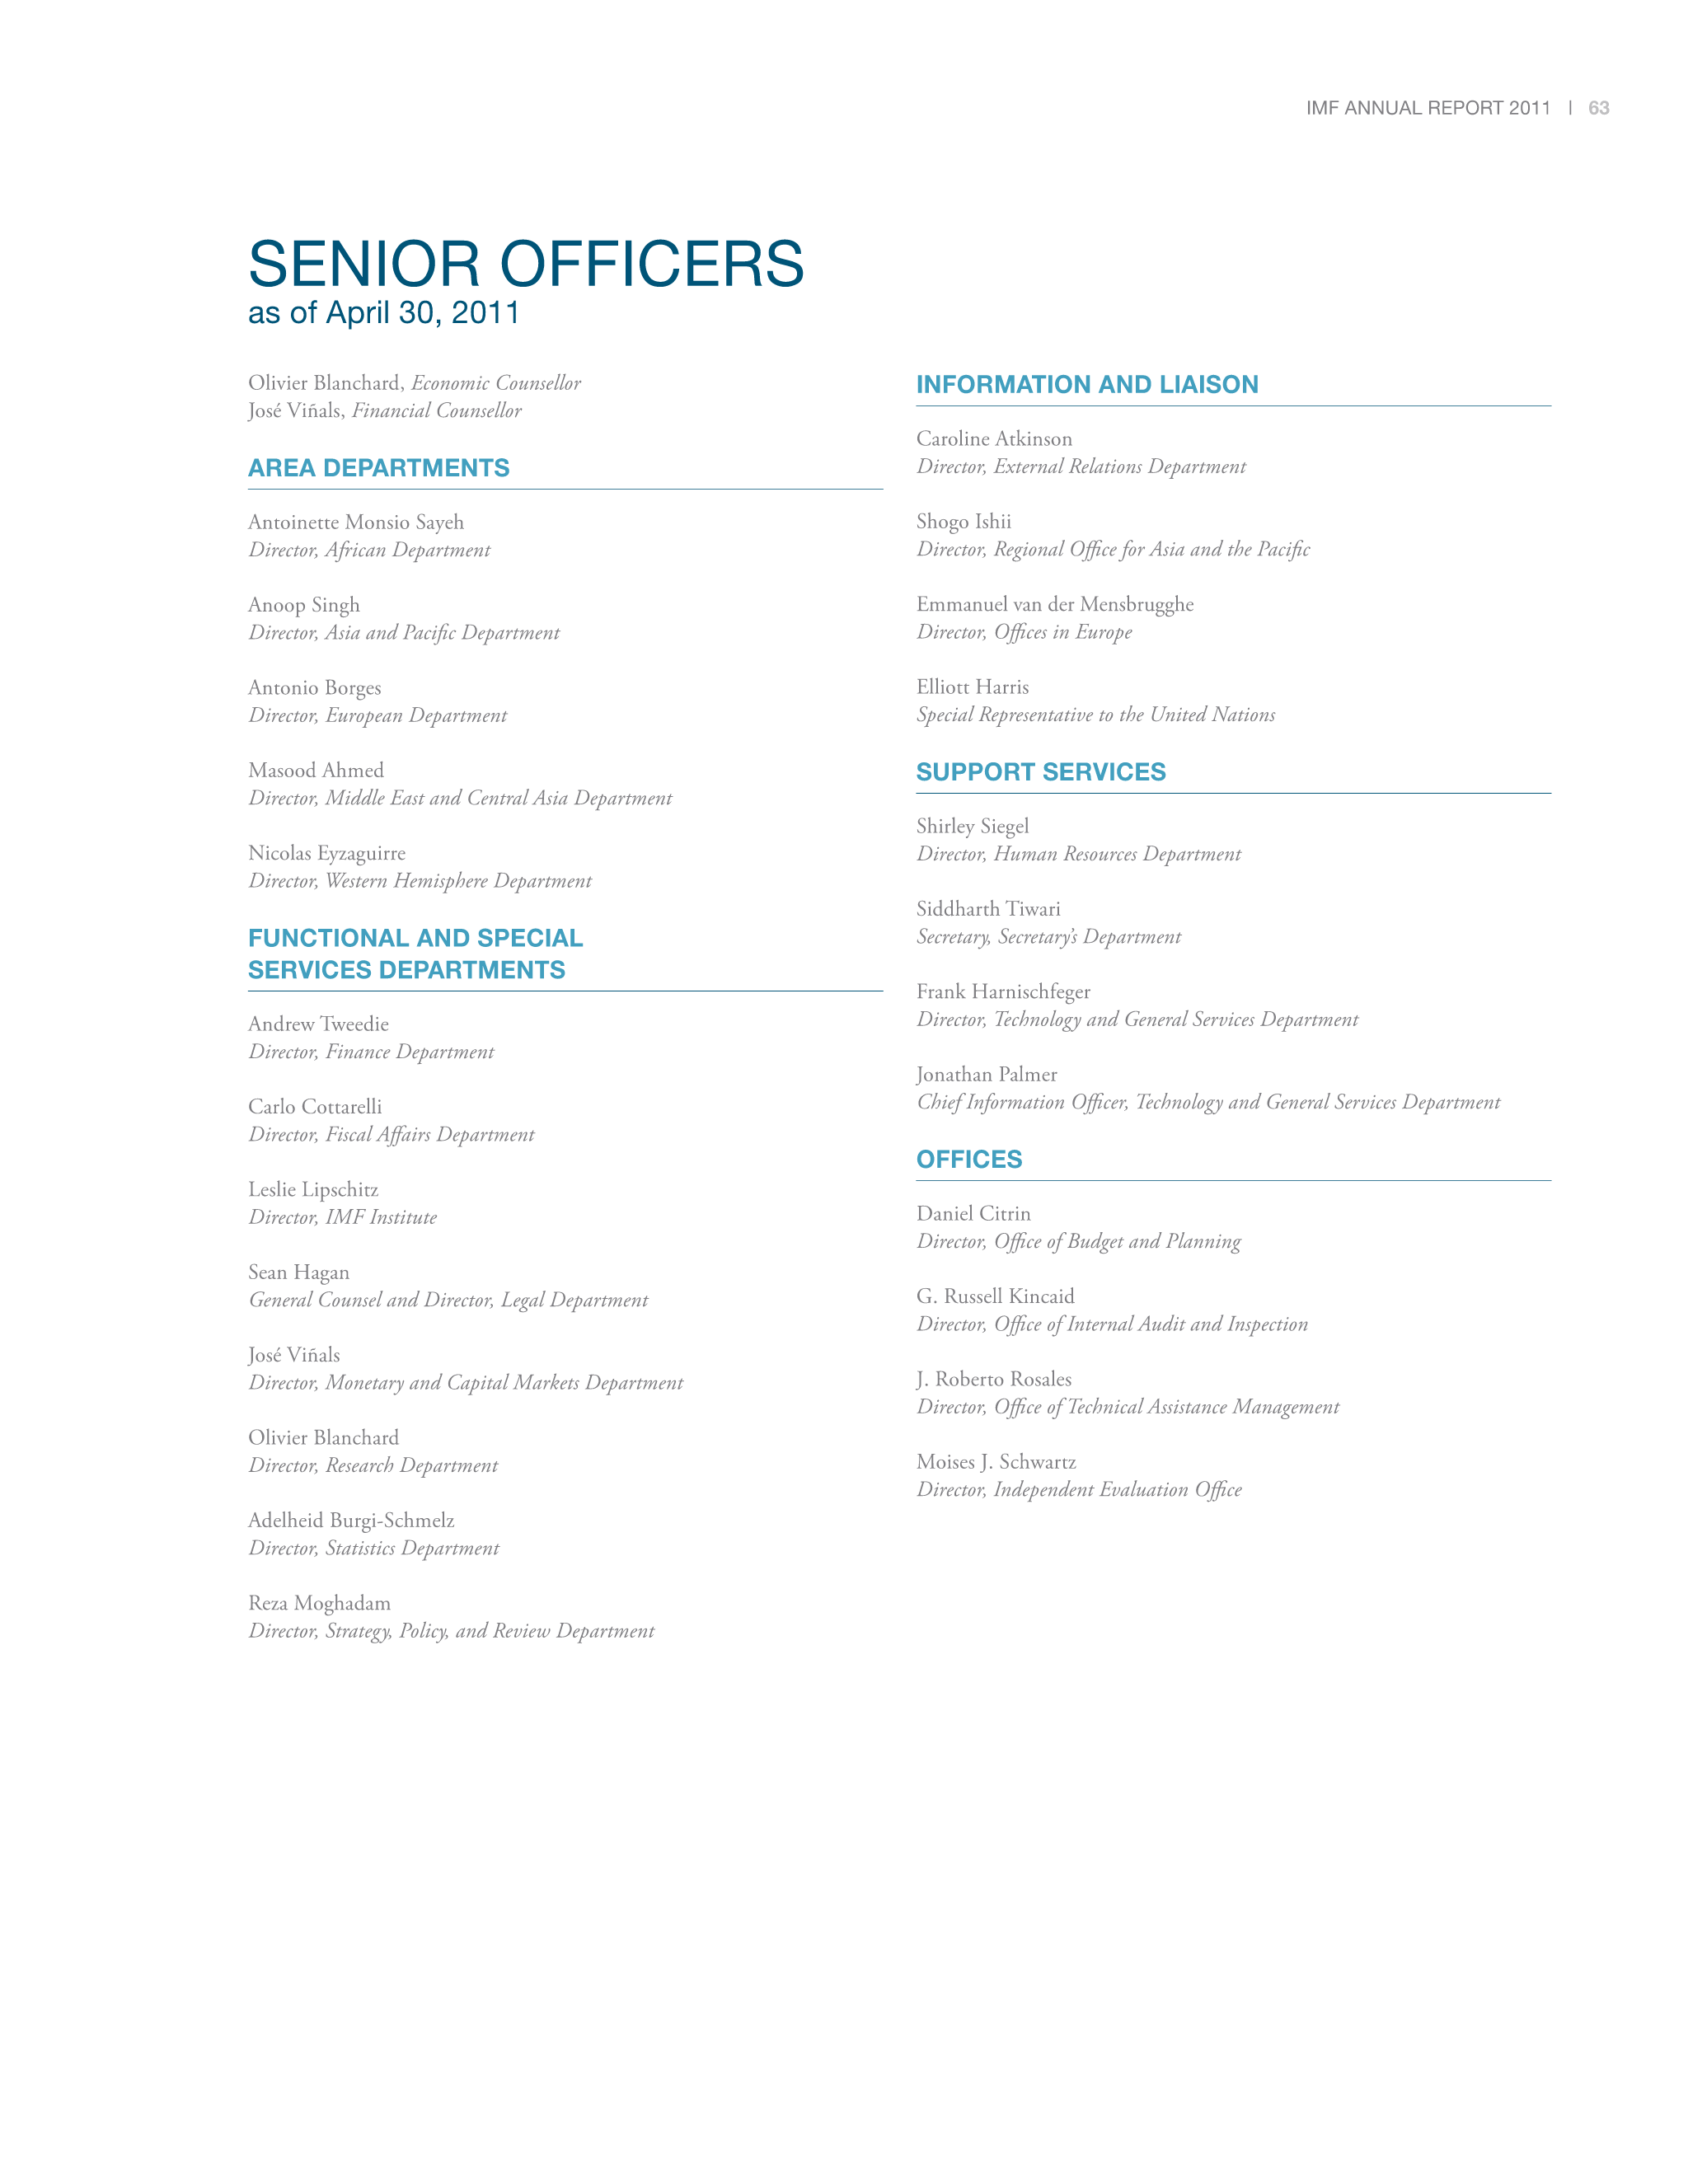 IMF ANNUAL REPORT 2011 | 63
SENIOR OFFICERS
as of April 30, 2011
Olivier Blanchard, Economic Counsellor
José Viñals, Financial Counsellor
AREA DEPARTMENTS
Antoinette Monsio Sayeh
Director, African Department
Anoop Singh
Director, Asia and Pacific Department
Antonio Borges
Director, European Department
Masood Ahmed
Director, Middle East and Central Asia Department
Nicolas Eyzaguirre
Director, Western Hemisphere Department
FUNCTIONAL AND SPECIAL
SERVICES DEPARTMENTS
Andrew Tweedie
Director, Finance Department
Carlo Cottarelli
Director, Fiscal Affairs Department
Leslie Lipschitz
Director, IMF Institute
Sean Hagan
General Counsel and Director, Legal Department
José Viñals
Director, Monetary and Capital Markets Department
Olivier Blanchard
Director, Research Department
Adelheid Burgi-Schmelz
Director, Statistics Department
Reza Moghadam
Director, Strategy, Policy, and Review Department
INFORMATION AND LIAISON
Caroline Atkinson
Director, External Relations Department
Shogo Ishii
Director, Regional Office for Asia and the Pacific
Emmanuel van der Mensbrugghe
Director, Offices in Europe
Elliott Harris
Special Representative to the United Nations
SUPPORT SERVICES
Shirley Siegel
Director, Human Resources Department
Siddharth Tiwari
Secretary, Secretary’s Department
Frank Harnischfeger
Director, Technology and General Services Department
Jonathan Palmer
Chief Information Officer, Technology and General Services Department
OFFICES
Daniel Citrin
Director, Office of Budget and Planning
G. Russell Kincaid
Director, Office of Internal Audit and Inspection
J. Roberto Rosales
Director, Office of Technical Assistance Management
Moises J. Schwartz
Director, Independent Evaluation Office